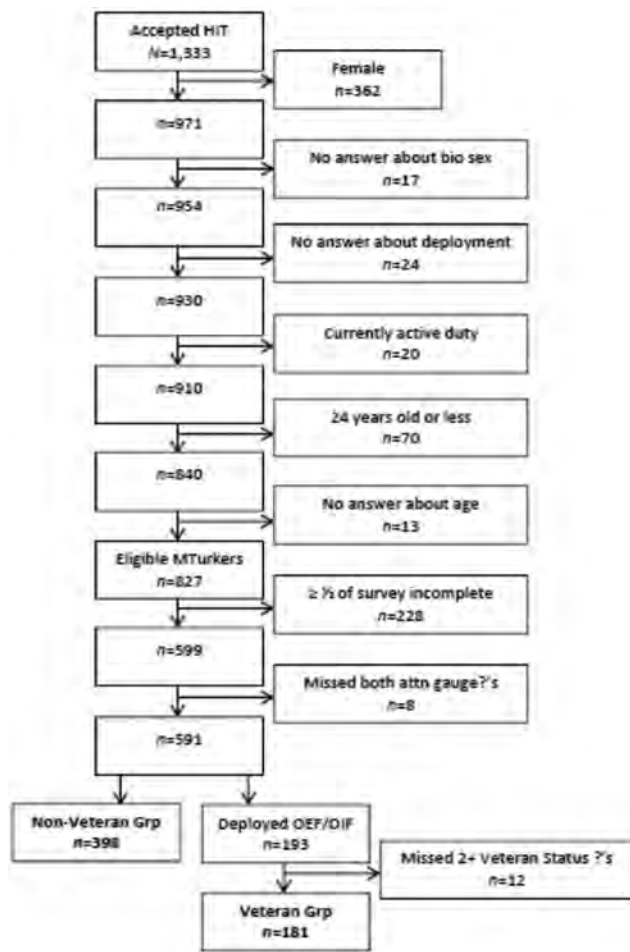 Accepted HIT
N=1,333
Female
n=362
n=971
No answer about bio sex
n=17
n=954
No answer about deployment
n=24
n=930
Currently active duty
n=20
n=910
24 years old or less
n=70
n=840
No answer about age
n=13
Eligible MTurkers
n=827
≥ ⅓ of survey incomplete
n=228
n=599
Missed both attn gauge?'s
n=8
n=591
Non-Veteran Grp
n=398
Deployed OEF/OIF
n=193
Missed 2+ Veteran Status ?'s
n=12
Veteran Grp
n=181